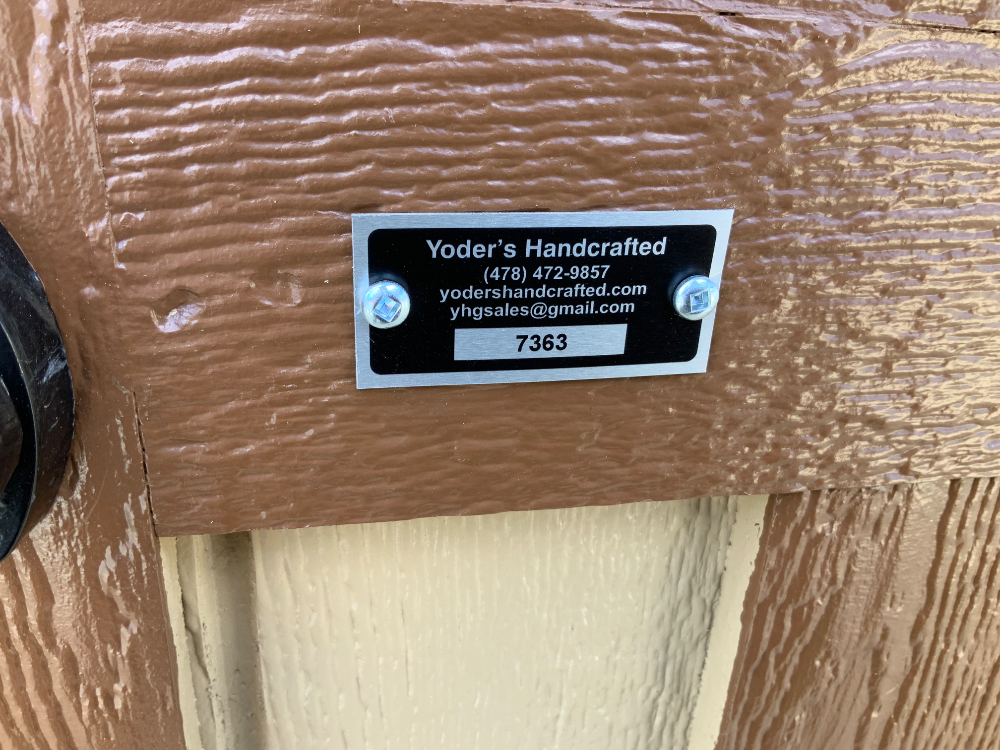 Yoder's Handcrafted
(478) 472-9857
yodershandcrafted.com
yhgsales@gmail.com
7363